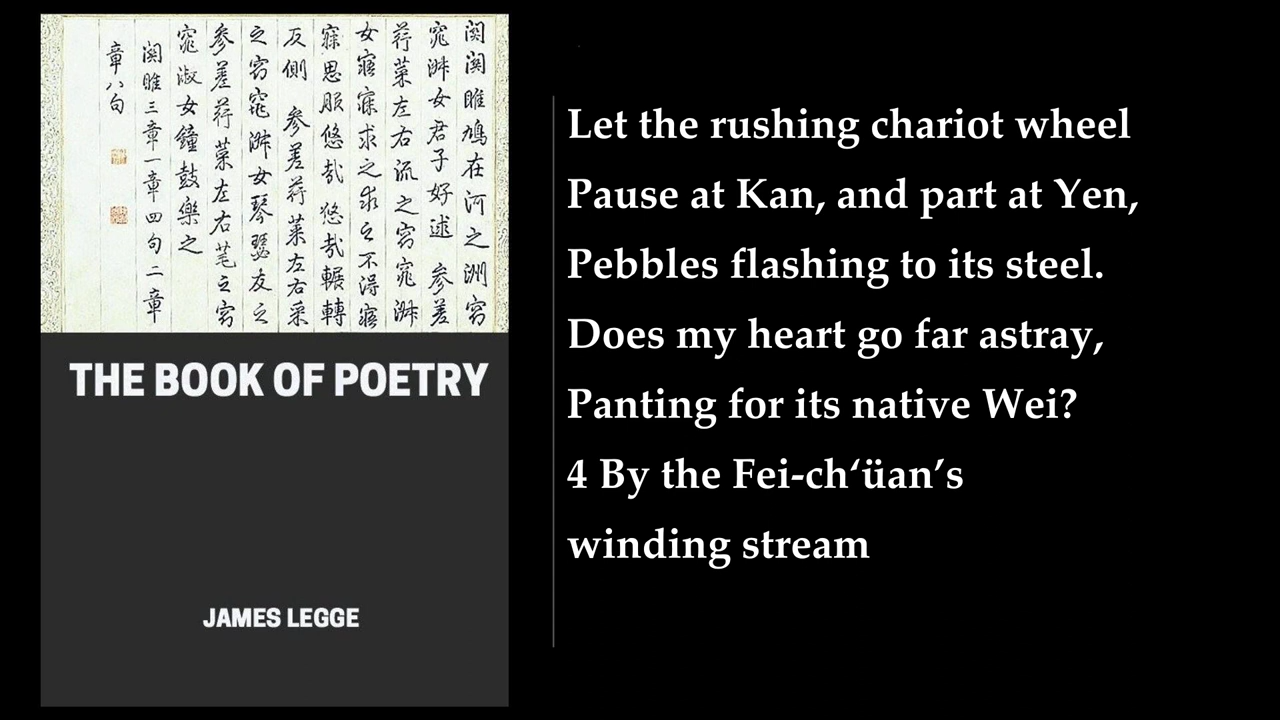 關關雎鳩在河之洲窈
窕淑女君子好逑 參差
荇菜左右流之窈窕淑
女寤寐求之求之不得寤
寐思服悠哉悠哉輾轉
反側 參差荇菜左右采
之窈窕淑女琴瑟友之
參差荇菜左右芼之窈
窕淑女鐘鼓樂之
關雎三章一章四句二章
章八句
THE BOOK OF POETRY
JAMES LEGGE
Let the rushing chariot wheel
Pause at Kan, and part at Yen,
Pebbles flashing to its steel.
Does my heart go far astray,
Panting for its native Wei?
4 By the Fei-ch‘üan’s
winding stream